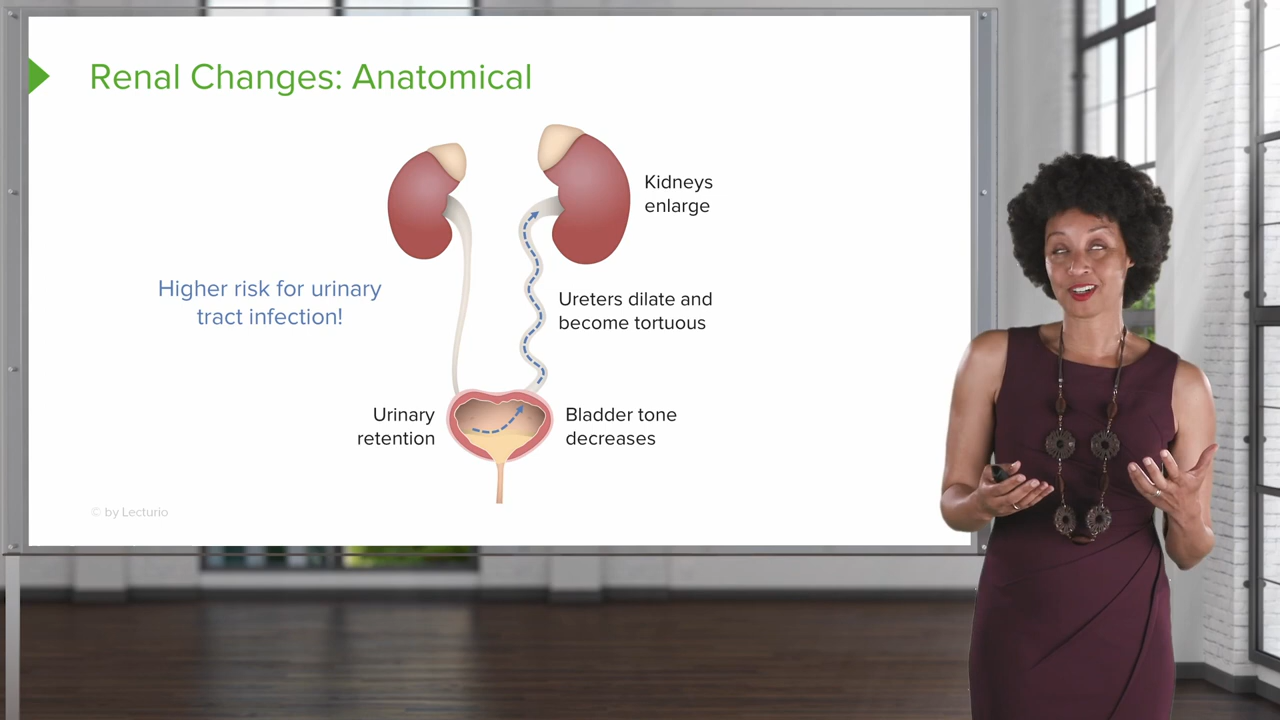 Renal Changes: Anatomical
Kidneys
enlarge
Higher risk for urinary
tract infection!
Ureters dilate and
become tortuous
Urinary
retention
Bladder tone
decreases
© by Lecturio